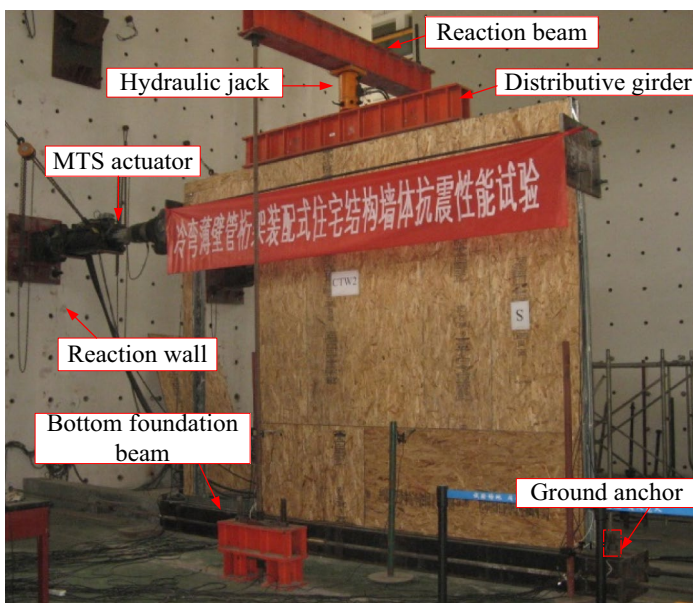 Reaction beam
Hydraulic jack
Distributive girder
MTS actuator
冷弯薄壁管桁架装配式住宅结构墙体抗震性能试验
CTW2
S
Reaction wall
Bottom foundation
beam
Ground anchor